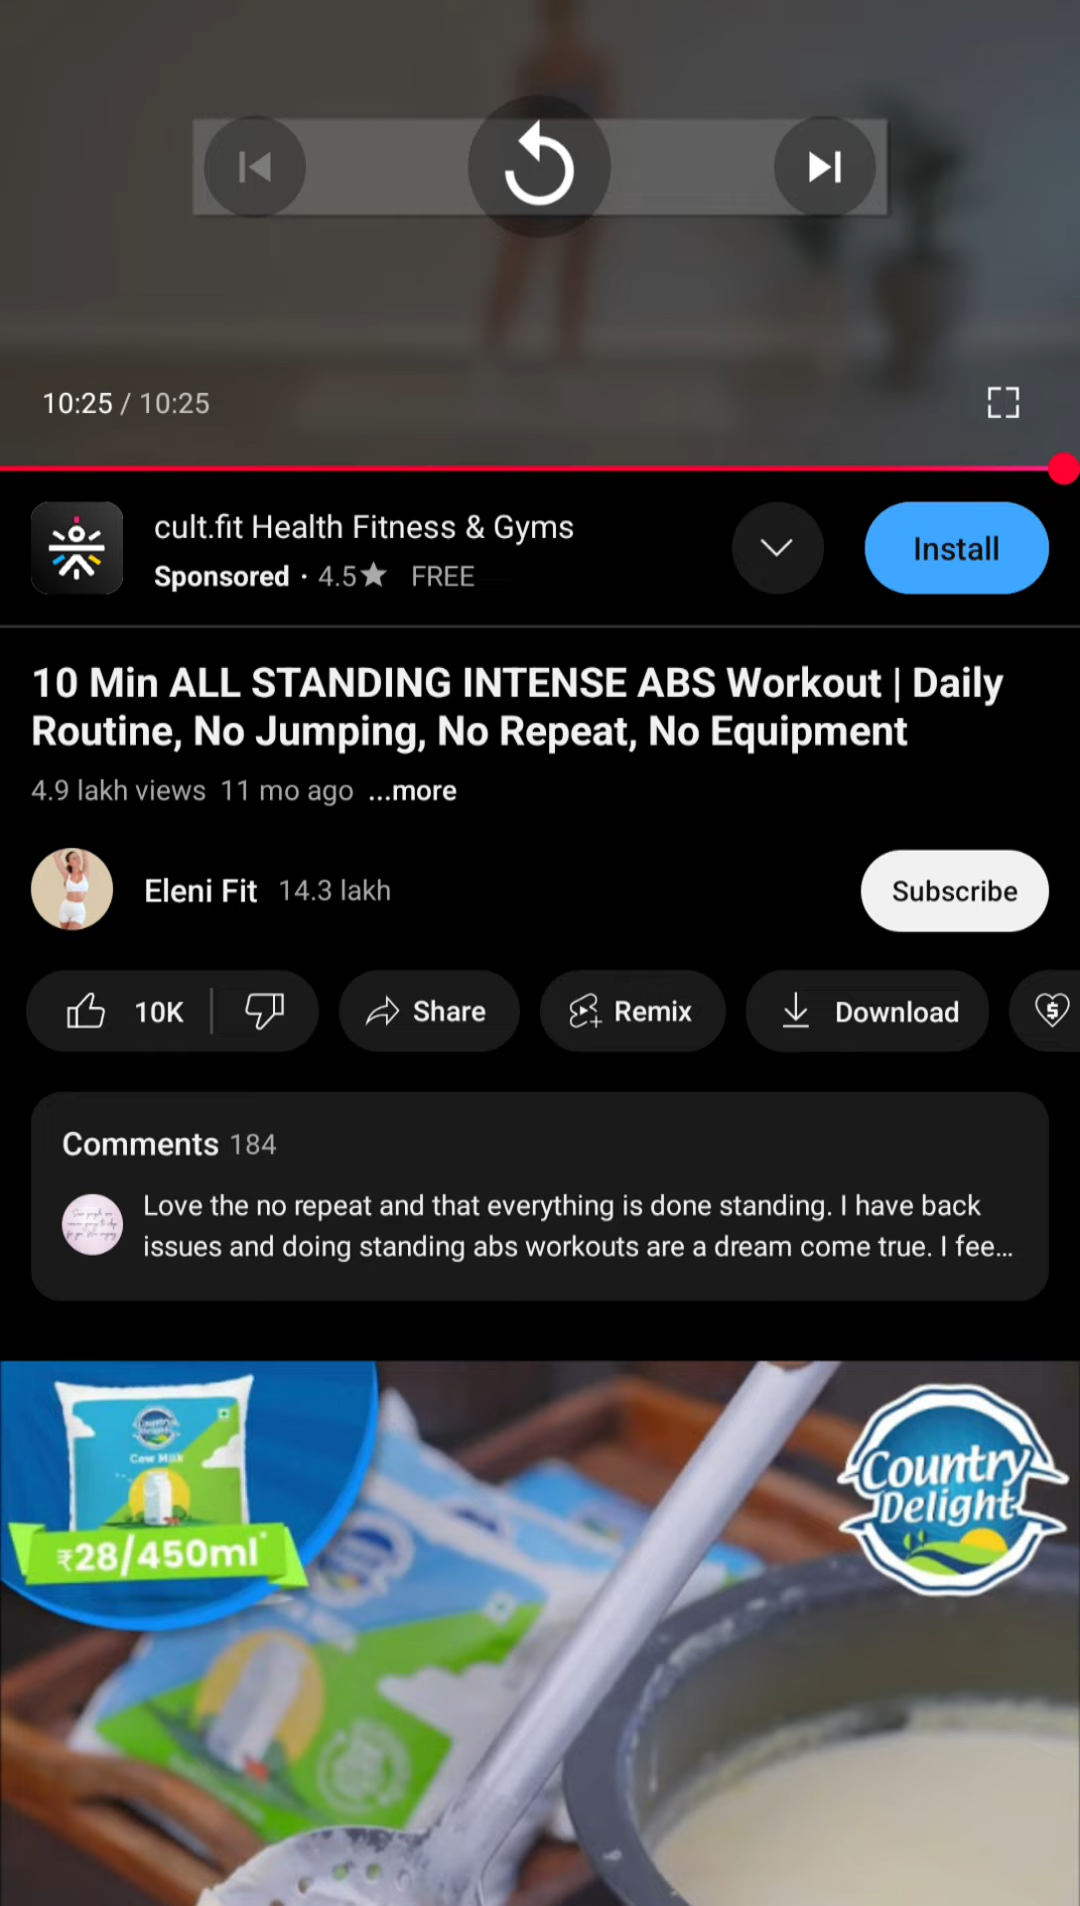 10:25 / 10:25
cult.fit Health Fitness & Gyms
Sponsored · 4.5★ FREE
Install
10 Min ALL STANDING INTENSE ABS Workout | Daily
Routine, No Jumping, No Repeat, No Equipment
4.9 lakh views 11 mo ago ...more
Eleni Fit 14.3 lakh
Subscribe
10K
Share
Remix
Download
Comments 184
Love the no repeat and that everything is done standing. I have back
issues and doing standing abs workouts are a dream come true. I fee...
Country
Delight
Cow Milk
₹28/450ml*
Country
Delight